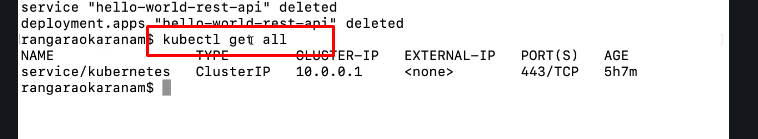 service "hello-world-rest-api" deleted
deployment.apps "hello-world-rest-api" deleted
rangaraokaranam$ kubectl get all
NAME TYPE CLUSTER-IP EXTERNAL-IP PORT(S) AGE
service/kubernetes ClusterIP 10.0.0.1 <none> 443/TCP 5h7m
rangaraokaranam$